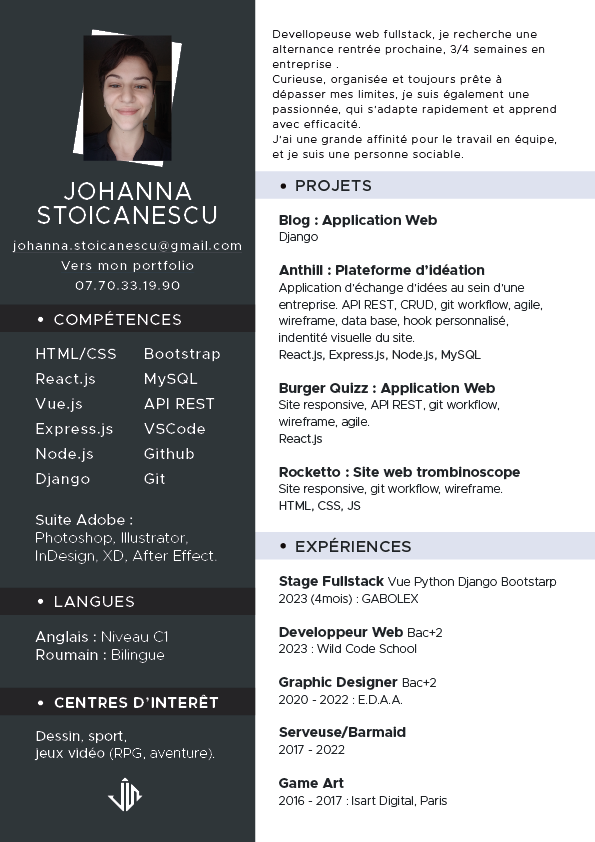 JOHANNA
STOICANESCU
johanna.stoicanescu@gmail.com
Vers mon portfolio
07.70.33.19.90
• COMPÉTENCES
HTML/CSS Bootstrap
React.js MySQL
Vue.js API REST
Express.js VSCode
Node.js Github
Django Git
Suite Adobe :
Photoshop, Illustrator,
InDesign, XD, After Effect.
• LANGUES
Anglais : Niveau C1
Roumain : Bilingue
• CENTRES D'INTERÊT
Dessin, sport,
jeux vidéo (RPG, aventure).
Devellopeuse web fullstack, je recherche une
alternance rentrée prochaine, 3/4 semaines en
entreprise .
Curieuse, organisée et toujours prête à
dépasser mes limites, je suis également une
passionnée, qui s'adapte rapidement et apprend
avec efficacité.
J'ai une grande affinité pour le travail en équipe,
et je suis une personne sociable.
• PROJETS
Blog : Application Web
Django
Anthill : Plateforme d'idéation
Application d'échange d'idées au sein d'une
entreprise. API REST, CRUD, git workflow, agile,
wireframe, data base, hook personnalisé,
indentité visuelle du site.
React.js, Express.js, Node.js, MySQL
Burger Quizz : Application Web
Site responsive, API REST, git workflow,
wireframe, agile.
React.js
Rocketto : Site web trombinoscope
Site responsive, git workflow, wireframe.
HTML, CSS, JS
• EXPÉRIENCES
Stage Fullstack Vue Python Django Bootstarp
2023 (4mois) : GABOLEX
Developpeur Web Bac+2
2023 : Wild Code School
Graphic Designer Bac+2
2020 - 2022 : E.D.A.A.
Serveuse/Barmaid
2017 - 2022
Game Art
2016 - 2017 : Isart Digital, Paris